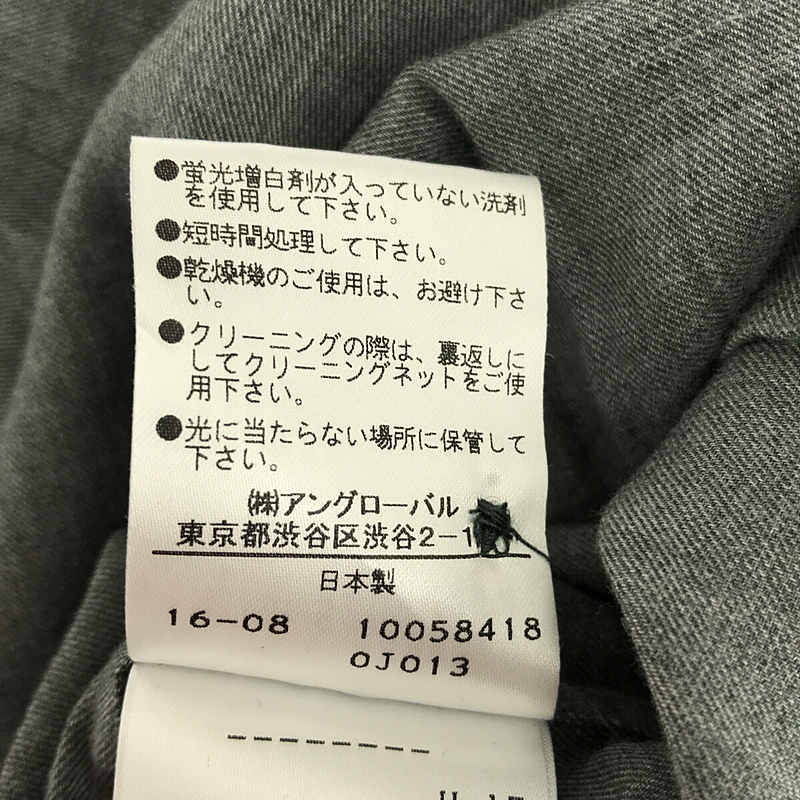 ●蛍光増白剤が入っていない洗剤
を使用して下さい。
●短時間処理して下さい。
●乾燥機のご使用は、お避け下さ
い。
●クリーニングの際は、裏返しに
してクリーニングネットをご使
用下さい。
●光に当たらない場所に保管して
下さい。
㈱アングローバル
東京都渋谷区渋谷2-1
日本製
16-08 10058418
0J013